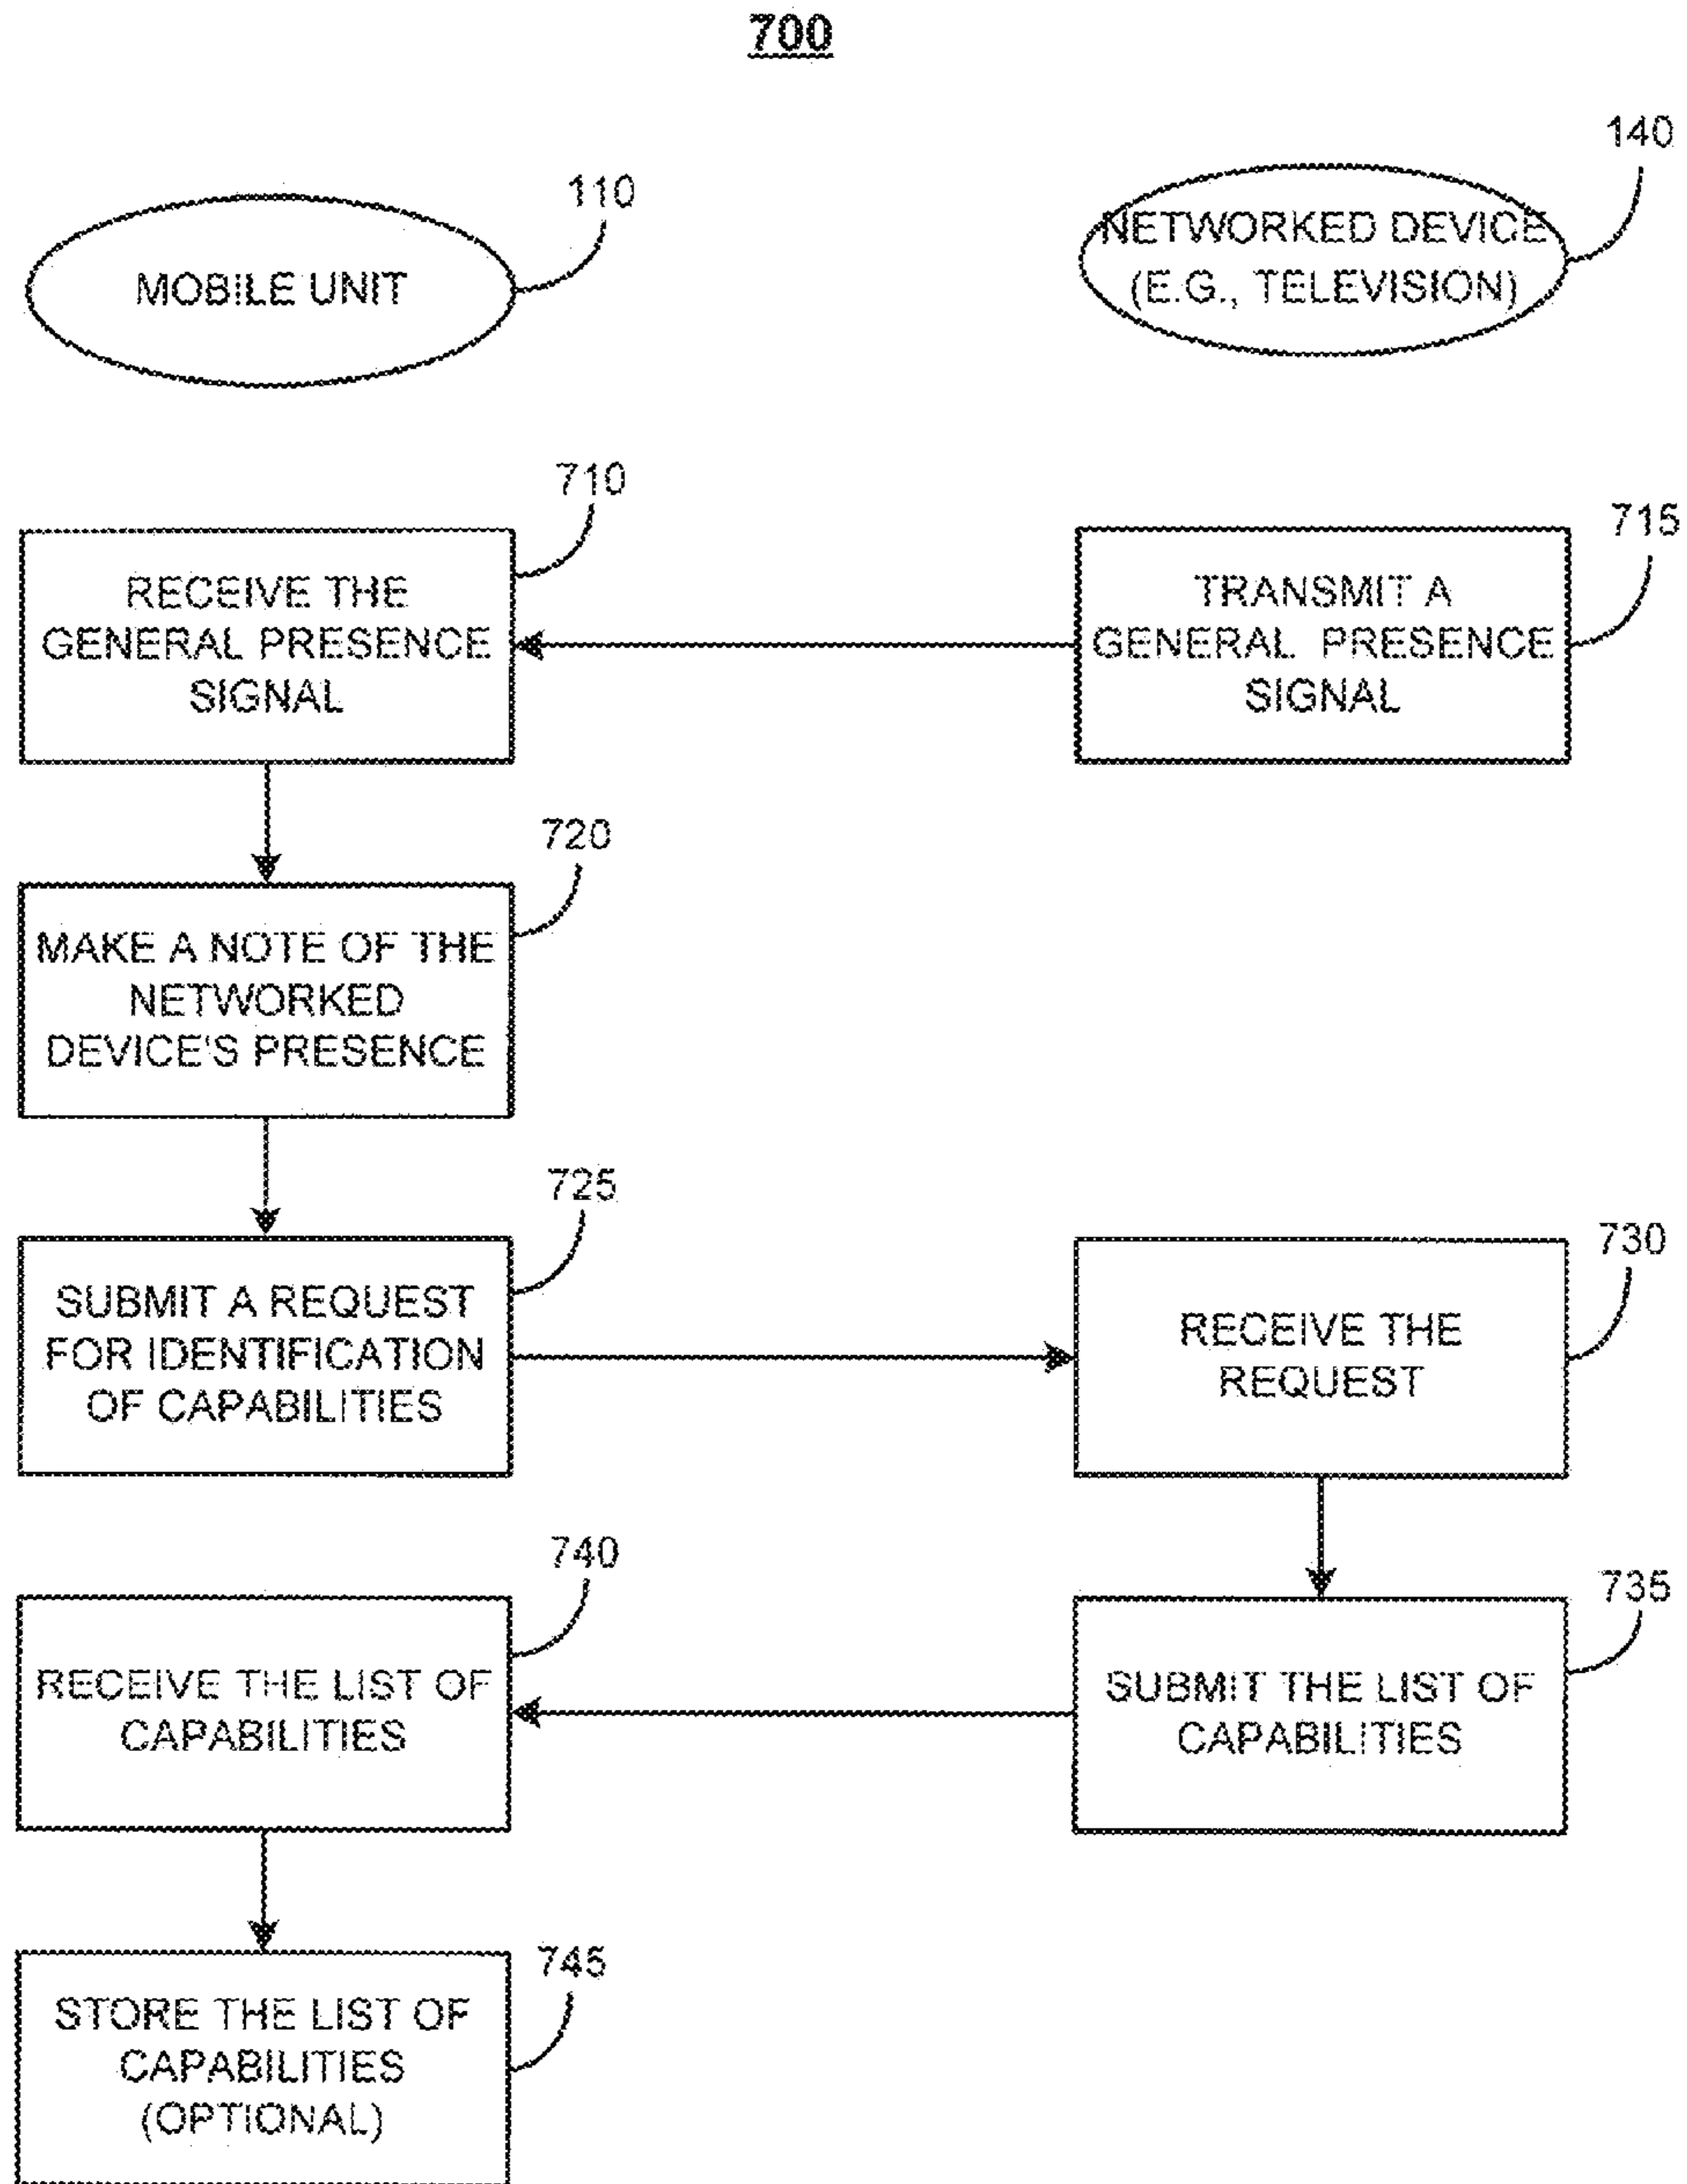 700
140
110
NETWORKED DEVICE
(E.G., TELEVISION)
MOBILE UNIT
710
715
RECEIVE THE
GENERAL PRESENCE
SIGNAL
TRANSMIT A
GENERAL PRESENCE
SIGNAL
720
MAKE A NOTE OF THE
NETWORKED
DEVICE'S PRESENCE
725
730
SUBMIT A REQUEST
FOR IDENTIFICATION
OF CAPABILITIES
RECEIVE THE
REQUEST
740
735
RECEIVE THE LIST OF
CAPABILITIES
SUBMIT THE LIST OF
CAPABILITIES
745
STORE THE LIST OF
CAPABILITIES
(OPTIONAL)